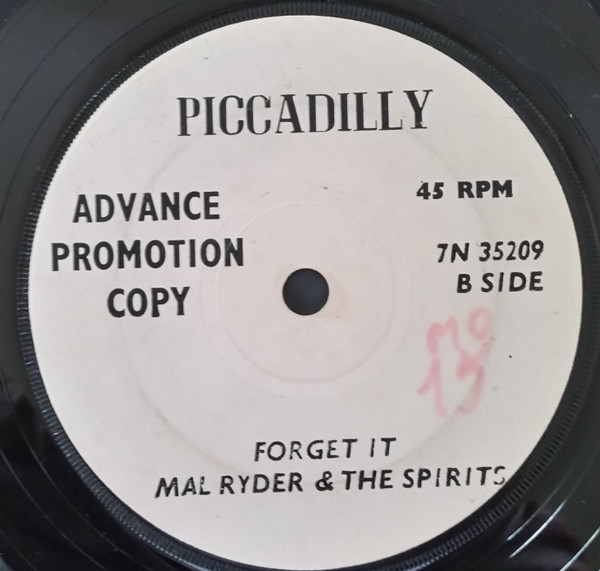 PICCADILLY
ADVANCE
PROMOTION
COPY
45 RPM
7N 35209
B SIDE
FORGET IT
MAL RYDER & THE SPIRITS